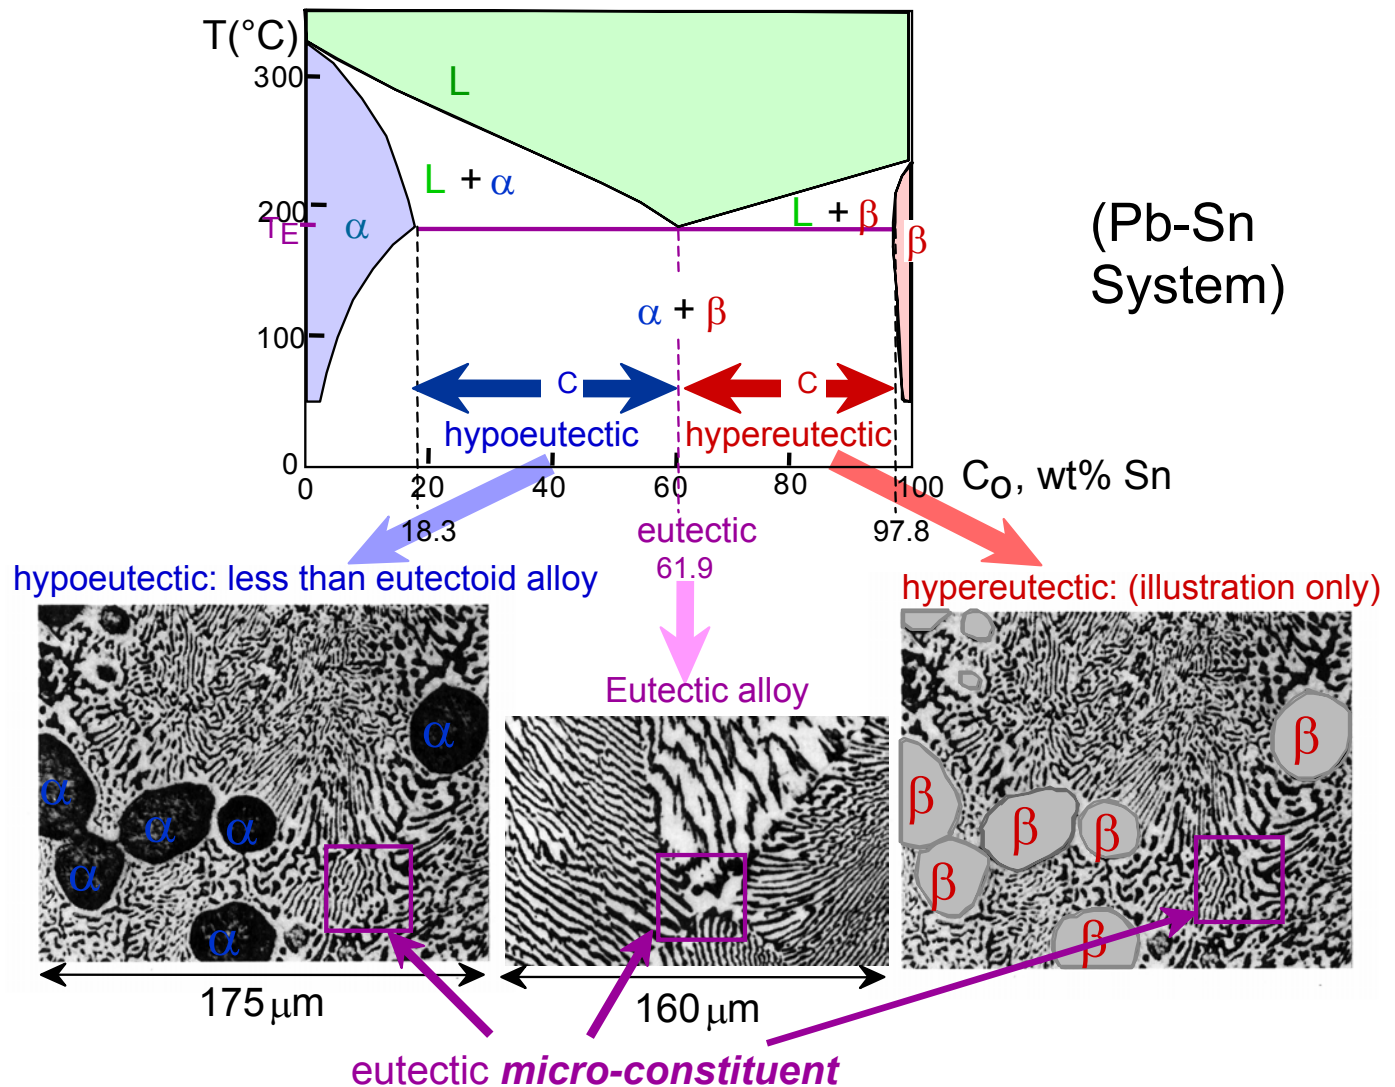 T(°C)
300
L
L + α
200
TE
α
L + β
β
(Pb-Sn
System)
α + β
100
C
C
hypoeutectic
hypereutectic
0
0
20
40
60
80
100
Co, wt% Sn
18.3
eutectic
97.8
61.9
hypoeutectic: less than eutectoid alloy
hypereutectic: (illustration only)
Eutectic alloy
α
α
α
α
α
α
β
β
β
β
β
β
175 μm
160 μm
eutectic micro-constituent